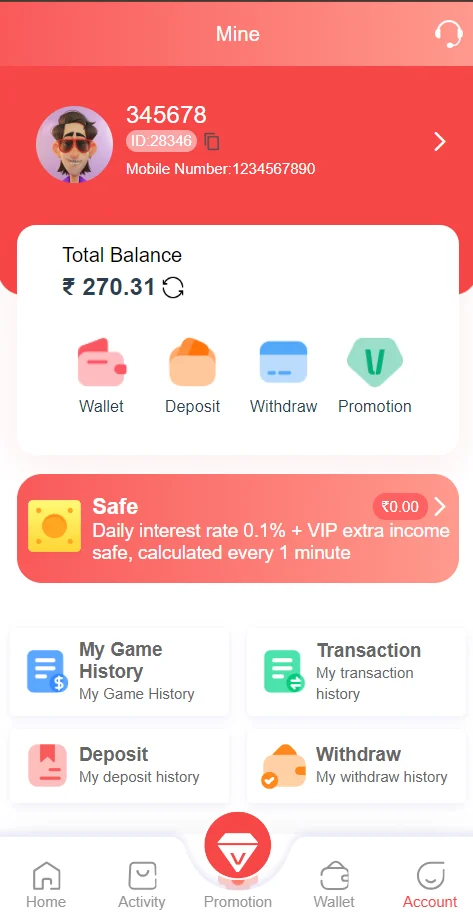 Mine
345678
ID:28346
Mobile Number:1234567890
Total Balance
₹ 270.31
Wallet
Deposit
Withdraw
Promotion
Safe
₹0.00
Daily interest rate 0.1% + VIP extra income
safe, calculated every 1 minute
My Game
History
My Game History
Transaction
My transaction
history
Deposit
My deposit history
Withdraw
My withdraw history
Home
Activity
Promotion
Wallet
Account